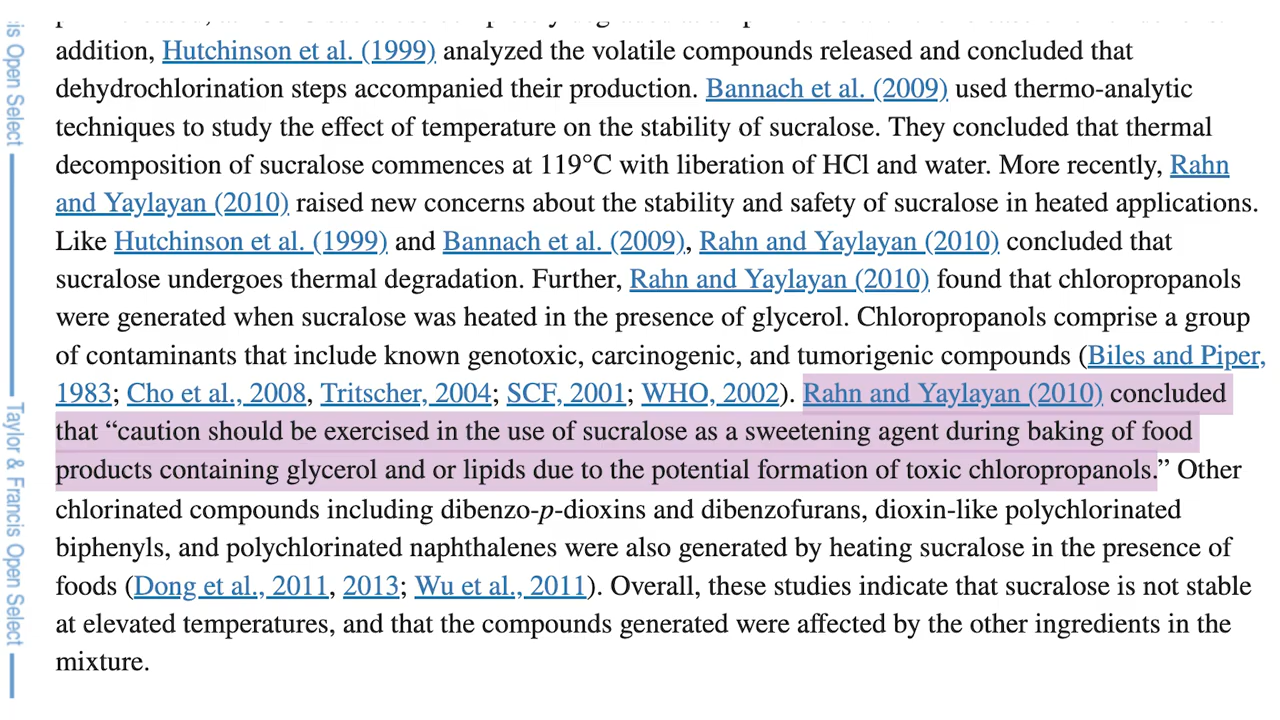 addition, Hutchinson et al. (1999) analyzed the volatile compounds released and concluded that
dehydrochlorination steps accompanied their production. Bannach et al. (2009) used thermo-analytic
techniques to study the effect of temperature on the stability of sucralose. They concluded that thermal
decomposition of sucralose commences at 119°C with liberation of HCl and water. More recently, Rahn
and Yaylayan (2010) raised new concerns about the stability and safety of sucralose in heated applications.
Like Hutchinson et al. (1999) and Bannach et al. (2009), Rahn and Yaylayan (2010) concluded that
sucralose undergoes thermal degradation. Further, Rahn and Yaylayan (2010) found that chloropropanols
were generated when sucralose was heated in the presence of glycerol. Chloropropanols comprise a group
of contaminants that include known genotoxic, carcinogenic, and tumorigenic compounds (Biles and Piper,
1983; Cho et al., 2008, Tritscher, 2004; SCF, 2001; WHO, 2002). Rahn and Yaylayan (2010) concluded
that “caution should be exercised in the use of sucralose as a sweetening agent during baking of food
products containing glycerol and or lipids due to the potential formation of toxic chloropropanols.” Other
chlorinated compounds including dibenzo-p-dioxins and dibenzofurans, dioxin-like polychlorinated
biphenyls, and polychlorinated naphthalenes were also generated by heating sucralose in the presence of
foods (Dong et al., 2011, 2013; Wu et al., 2011). Overall, these studies indicate that sucralose is not stable
at elevated temperatures, and that the compounds generated were affected by the other ingredients in the
mixture.
is Open Select
Taylor & Francis Open Select